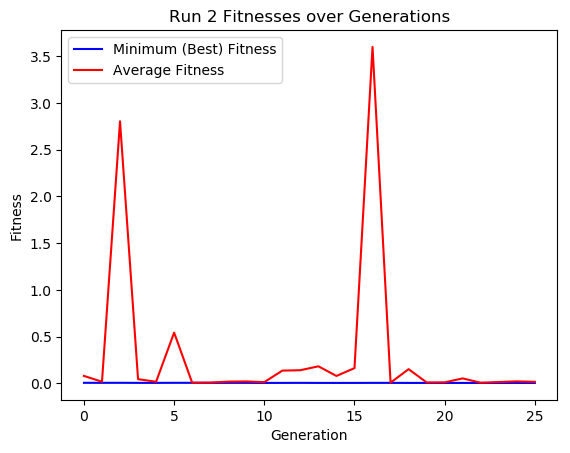 Run 2 Fitnesses over Generations
Minimum (Best) Fitness
Average Fitness
3.5
3.0
2.5
2.0
1.5
1.0
0.5
0.0
Fitness
0 5 10 15 20 25
Generation